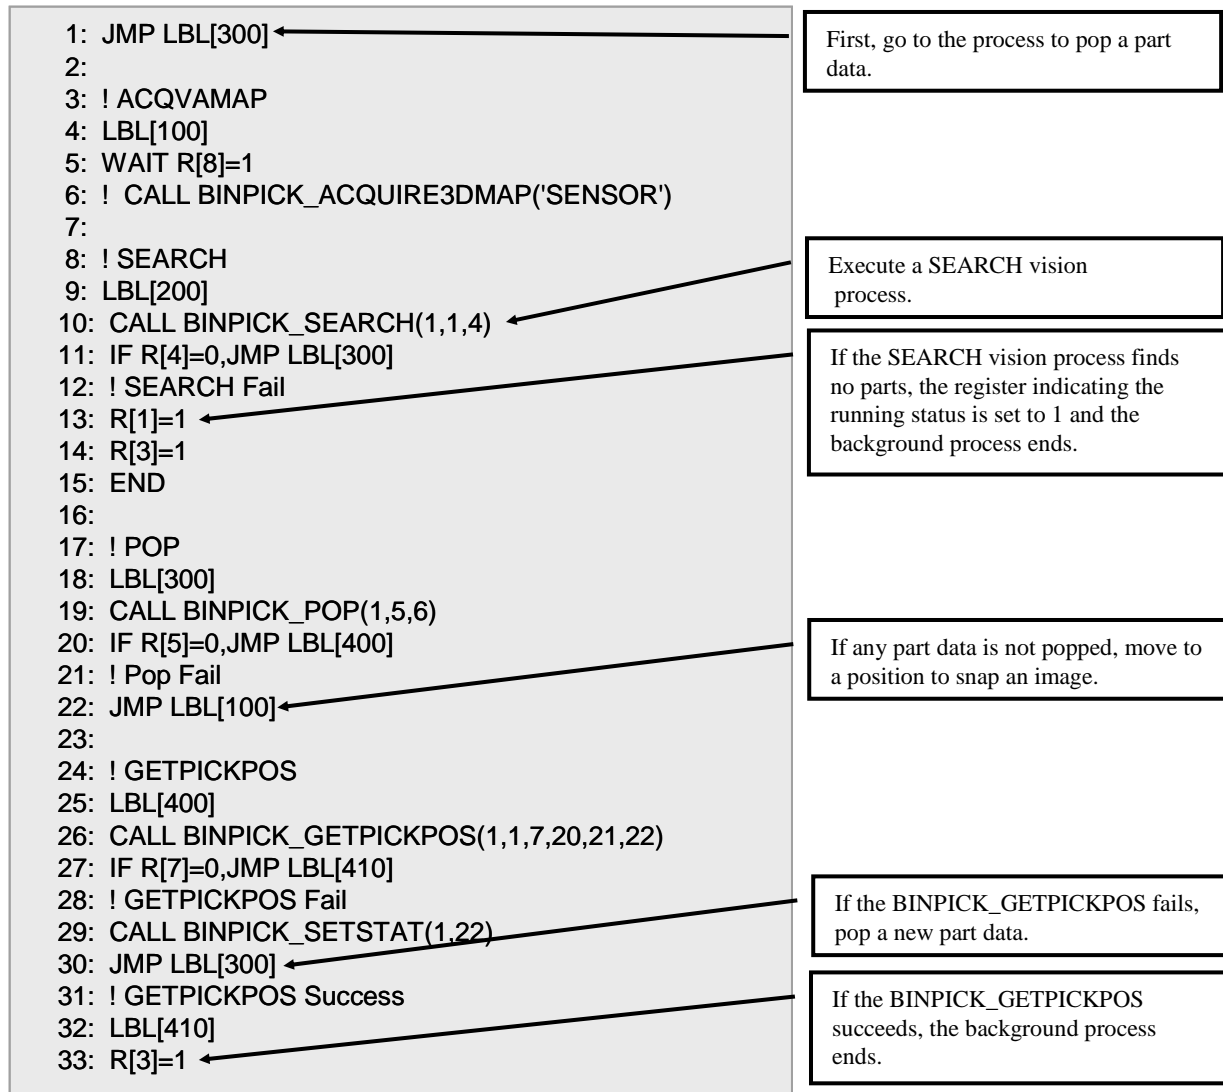 1: JMP LBL[300]
2:
3: ! ACQVAMAP
4: LBL[100]
5: WAIT R[8]=1
6: ! CALL BINPICK_ACQUIRE3DMAP('SENSOR')
7:
8: ! SEARCH
9: LBL[200]
10: CALL BINPICK_SEARCH(1,1,4)
11: IF R[4]=0,JMP LBL[300]
12: ! SEARCH Fail
13: R[1]=1
14: R[3]=1
15: END
16:
17: ! POP
18: LBL[300]
19: CALL BINPICK_POP(1,5,6)
20: IF R[5]=0,JMP LBL[400]
21: ! Pop Fail
22: JMP LBL[100]
23:
24: ! GETPICKPOS
25: LBL[400]
26: CALL BINPICK_GETPICKPOS(1,1,7,20,21,22)
27: IF R[7]=0,JMP LBL[410]
28: ! GETPICKPOS Fail
29: CALL BINPICK_SETSTAT(1,22)
30: JMP LBL[300]
31: ! GETPICKPOS Success
32: LBL[410]
33: R[3]=1
First, go to the process to pop a part
data.
Execute a SEARCH vision
process.
If the SEARCH vision process finds
no parts, the register indicating the
running status is set to 1 and the
background process ends.
If any part data is not popped, move to
a position to snap an image.
If the BINPICK_GETPICKPOS fails,
pop a new part data.
If the BINPICK_GETPICKPOS
succeeds, the background process
ends.